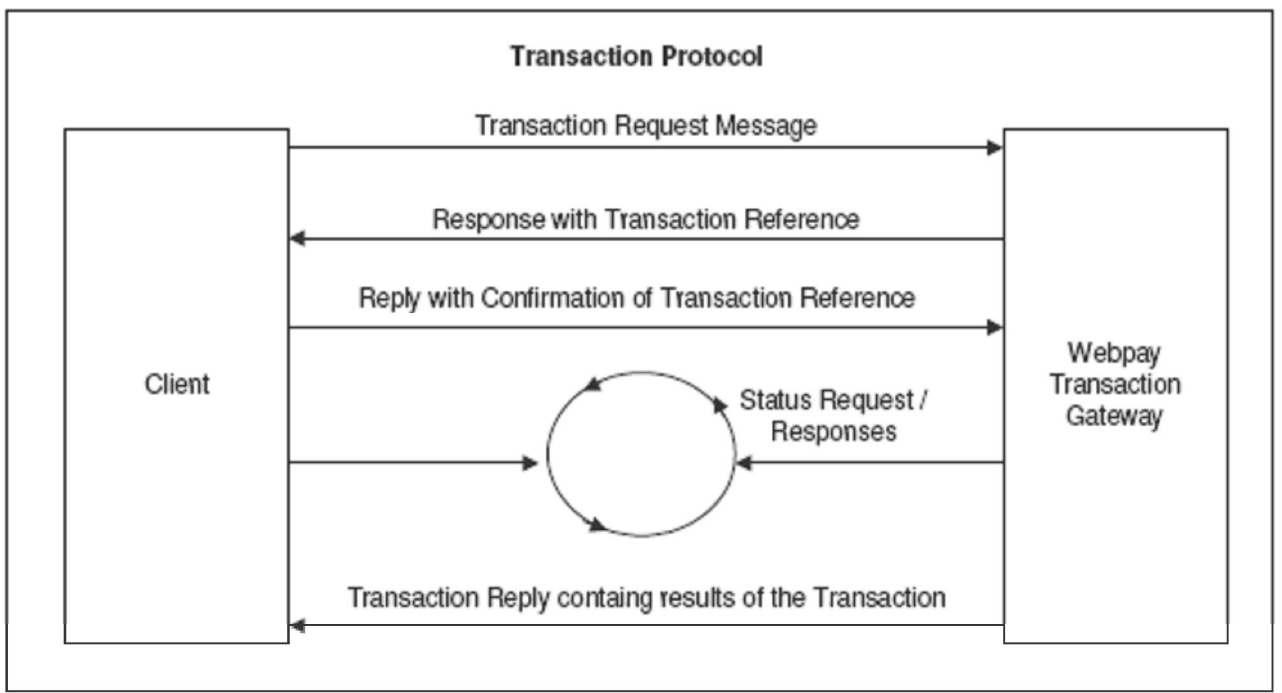 Transaction Protocol
Transaction Request Message
Response with Transaction Reference
Reply with Confirmation of Transaction Reference
Client
Webpay
Transaction
Gateway
Status Request /
Responses
Transaction Reply containg results of the Transaction